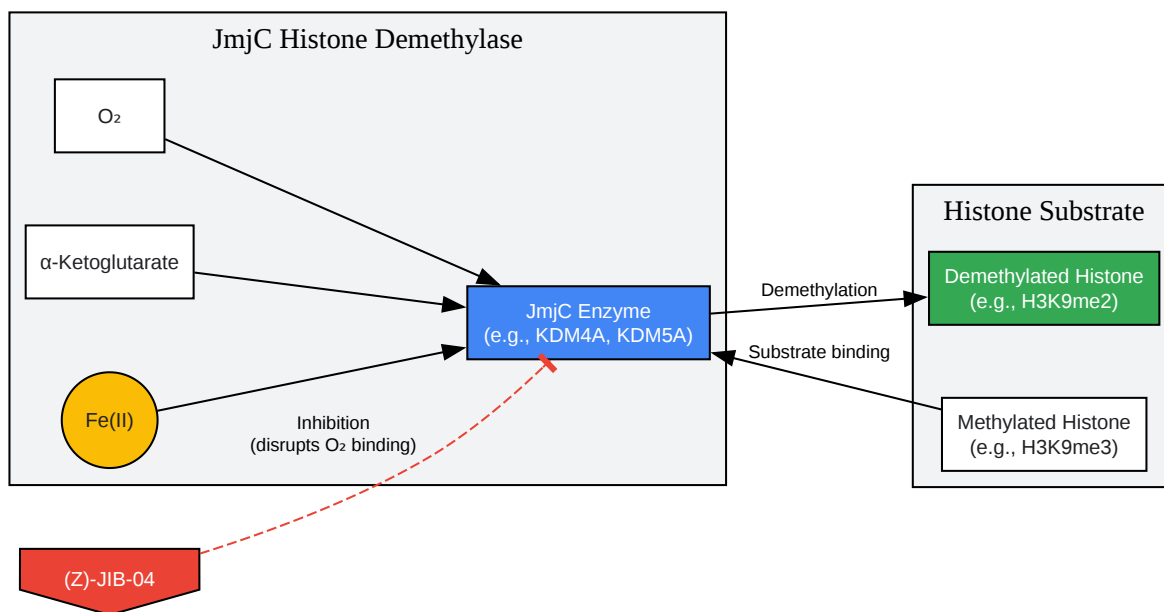 JmjC Histone Demethylase
O₂
α-Ketoglutarate
Fe(II)
JmjC Enzyme
(e.g., KDM4A, KDM5A)
Inhibition
(disrupts O₂ binding)
(Z)-JIB-04
Demethylation
Substrate binding
Histone Substrate
Demethylated Histone
(e.g., H3K9me2)
Methylated Histone
(e.g., H3K9me3)